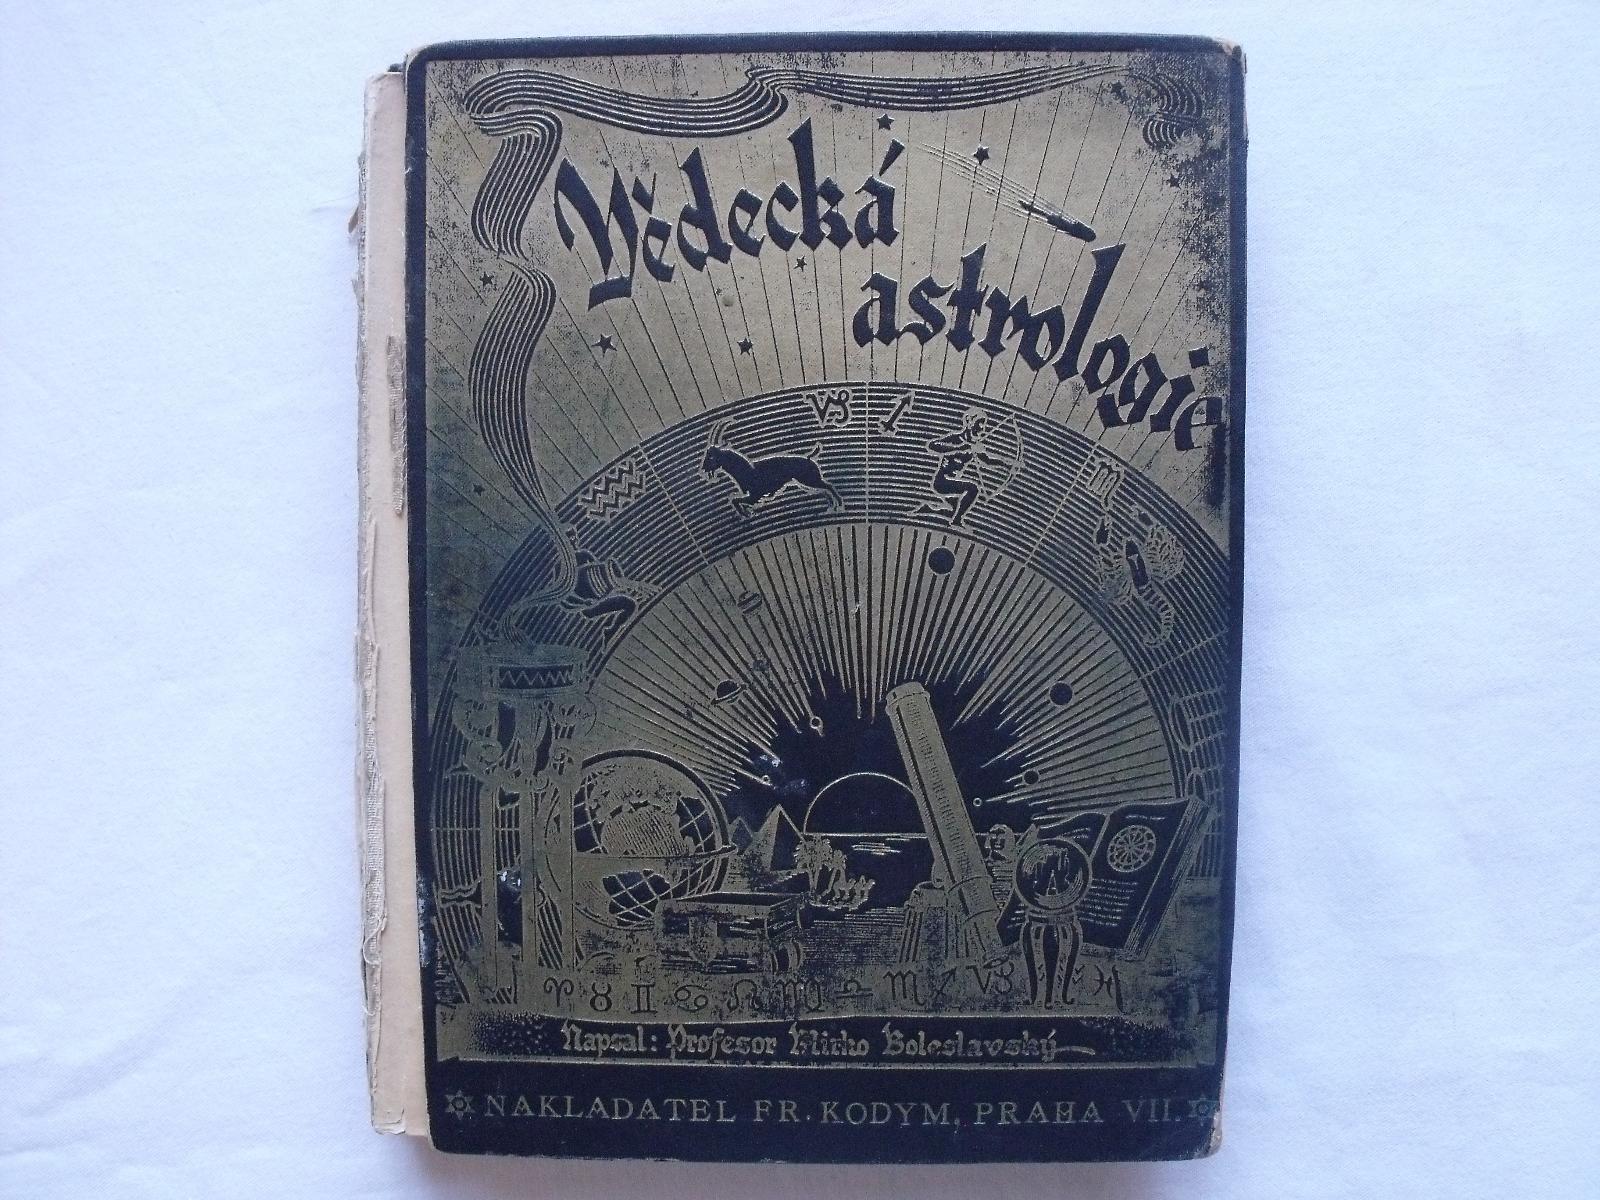 Vědecká
astrologie
♑ ♐
♒
♏
♈ ♉ ♊ ♋ ♌ ♍ ♎ ♏ ♐ ♑ ♓
Napsal: Profesor Mirko Boleslavský
NAKLADATEL FR. KODYM, PRAHA VII.